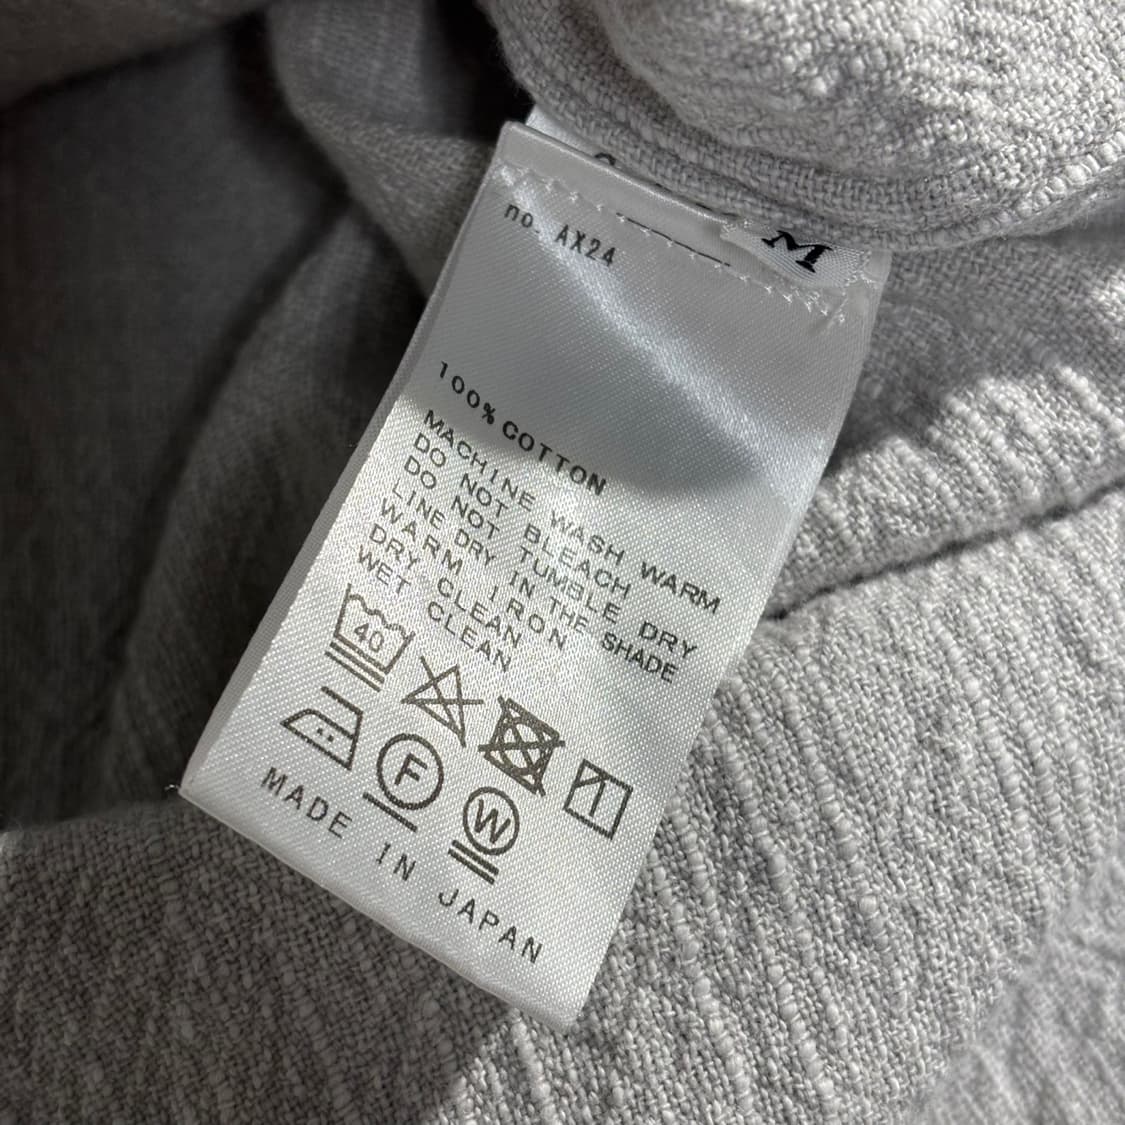 M
no. AX24
100% COTTON
MACHINE WASH WARM
DO NOT BLEACH
DO NOT TUMBLE DRY
LINE DRY IN THE SHADE
WARM IRON
DRY CLEAN
WET CLEAN
40
F
W
MADE IN JAPAN